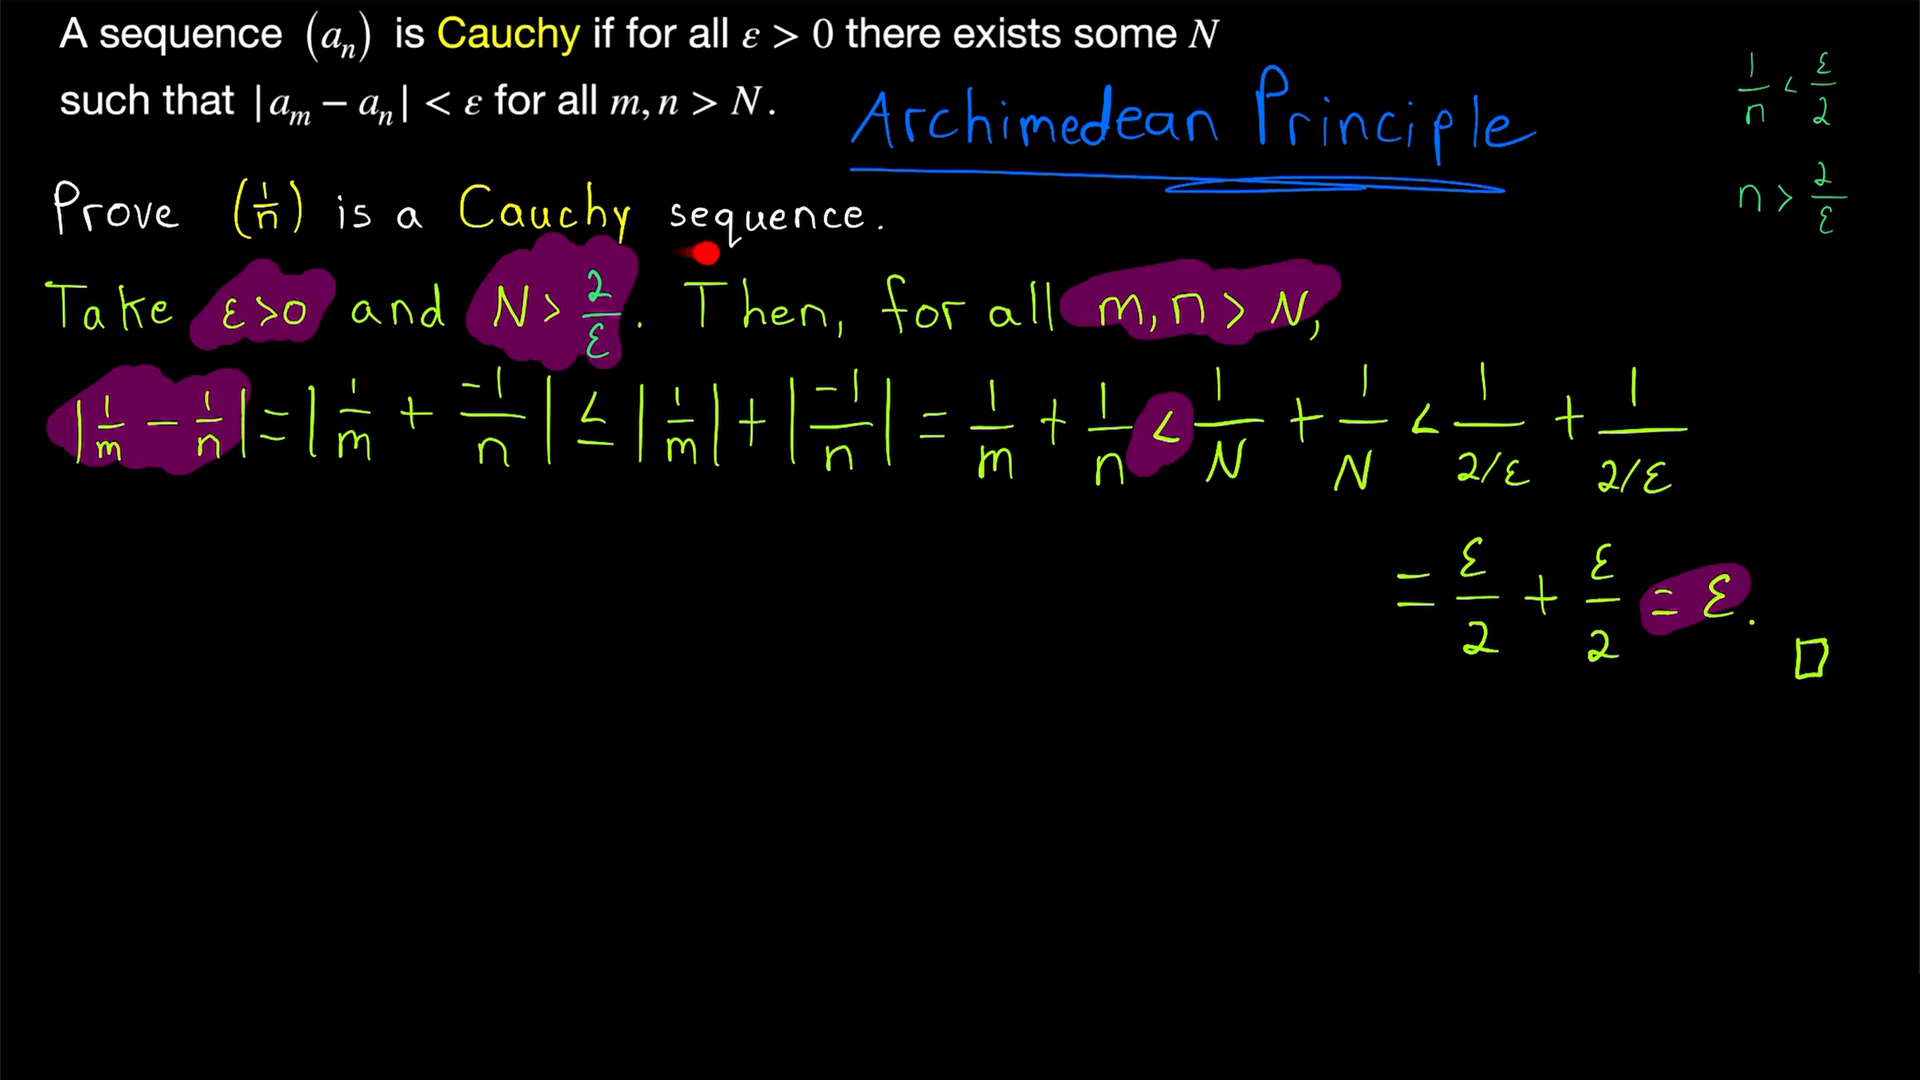 A sequence (aₙ) is Cauchy if for all ε > 0 there exists some N
such that |aₘ − aₙ| < ε for all m, n > N.
Archimedean Principle
1/n < ε/2
n > 2/ε
Prove (1/n) is a Cauchy sequence.
Take ε>0 and N > 2/ε. Then, for all m, n > N,
|1/m − 1/n| = |1/m + −1/n| ≤ |1/m| + |−1/n| = 1/m + 1/n < 1/N + 1/N < 1/(2/ε) + 1/(2/ε)
= ε/2 + ε/2 = ε. □